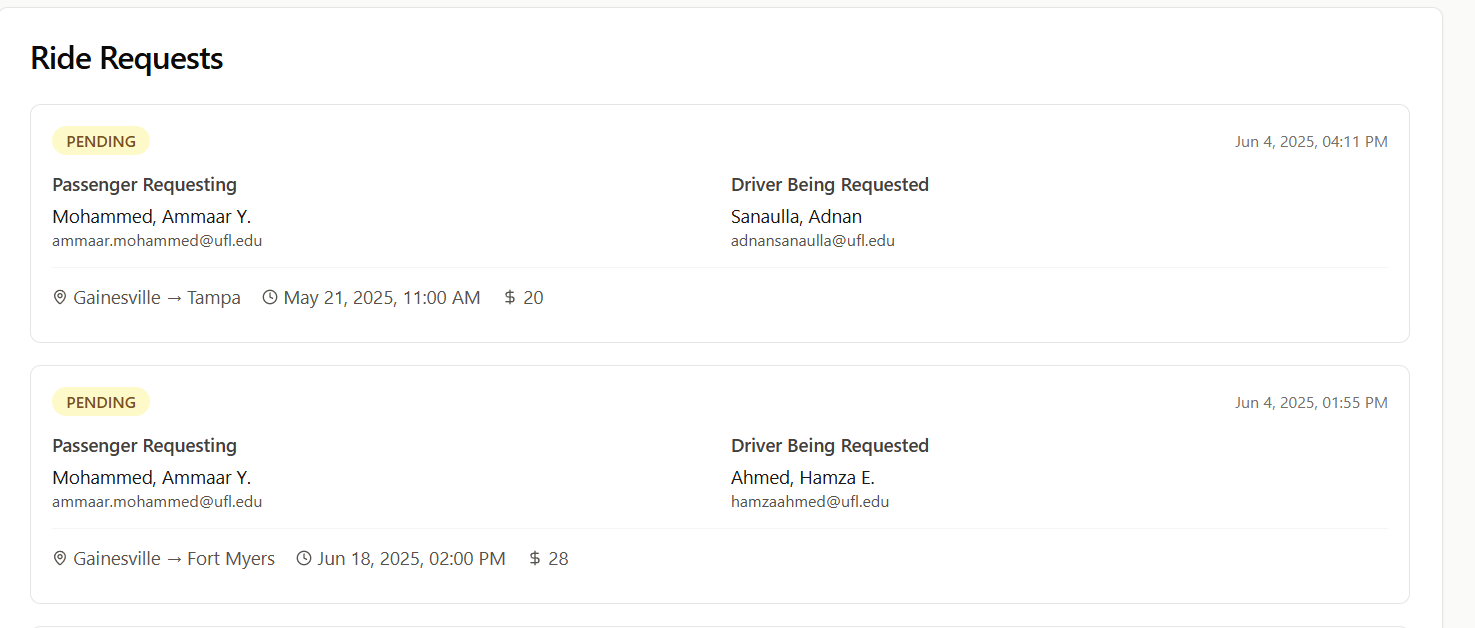 Ride Requests
PENDING
Jun 4, 2025, 04:11 PM
Passenger Requesting
Driver Being Requested
Mohammed, Ammaar Y.
Sanaulla, Adnan
ammaar.mohammed@ufl.edu
adnansanaulla@ufl.edu
Gainesville → Tampa
May 21, 2025, 11:00 AM
$ 20
PENDING
Jun 4, 2025, 01:55 PM
Passenger Requesting
Driver Being Requested
Mohammed, Ammaar Y.
Ahmed, Hamza E.
ammaar.mohammed@ufl.edu
hamzaahmed@ufl.edu
Gainesville → Fort Myers
Jun 18, 2025, 02:00 PM
$ 28